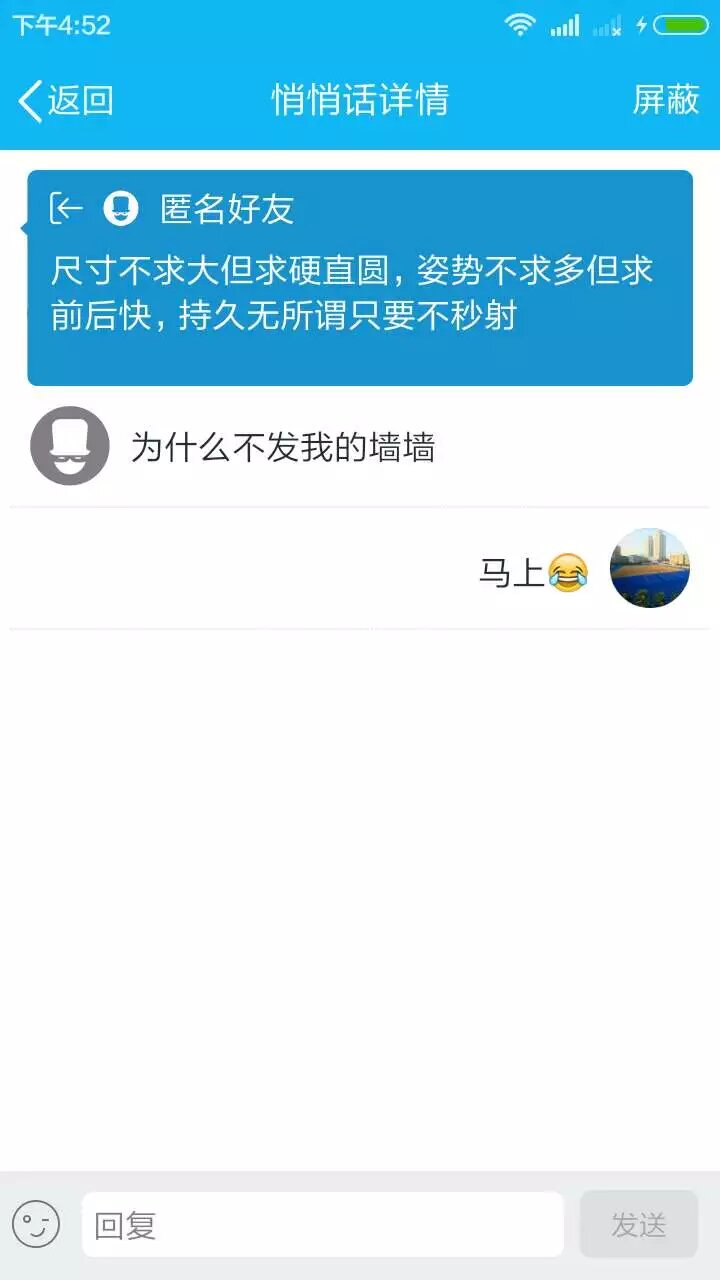 下午4:52
返回
悄悄话详情
屏蔽
匿名好友
尺寸不求大但求硬直圆，姿势不求多但求
前后快，持久无所谓只要不秒射
为什么不发我的墙墙
马上😂
回复
发送